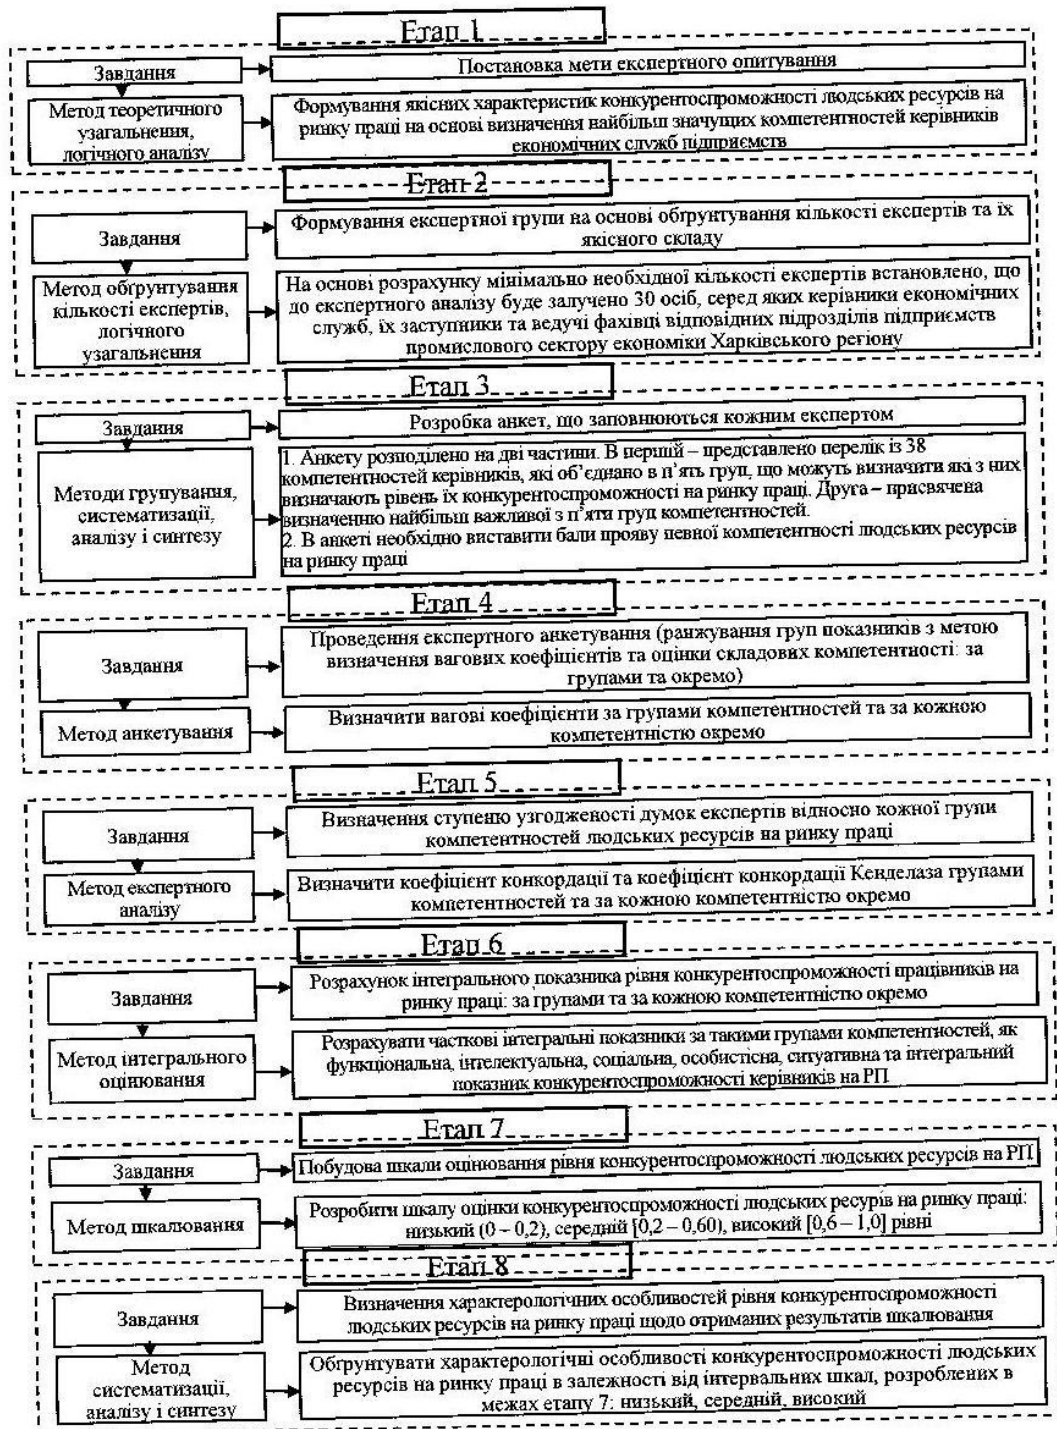 Етап 1
Завдання
Постановка мети експертного опитування
Метод теоретичного
узагальнення,
логічного аналізу
Формування якісних характеристик конкурентоспроможності людських ресурсів на
ринку праці на основі визначення найбільш значущих компетентностей керівників
економічних служб підприємств
Етап 2
Завдання
Формування експертної групи на основі обґрунтування кількості експертів та їх
якісного складу
Метод обґрунтування
кількості експертів,
логічного
узагальнення
На основі розрахунку мінімально необхідної кількості експертів встановлено, що
до експертного аналізу буде залучено 30 осіб, серед яких керівники економічних
служб, їх заступники та ведучі фахівці відповідних підрозділів підприємств
промислового сектору економіки Харківського регіону
Етап 3
Завдання
Розробка анкет, що заповнюються кожним експертом
Методи групування,
систематизації,
аналізу і синтезу
1. Анкету розподілено на дві частини. В першій – представлено перелік із 38
компетентностей керівників, які об’єднано в п’ять груп, що можуть визначити які з них
визначають рівень їх конкурентоспроможності на ринку праці. Друга – присвячена
визначенню найбільш важливої з п’яти груп компетентностей.
2. В анкеті необхідно виставити бали прояву певної компетентності людських ресурсів
на ринку праці
Етап 4
Завдання
Проведення експертного анкетування (ранжування груп показників з метою
визначення вагових коефіцієнтів та оцінки складових компетентності: за
групами та окремо)
Метод анкетування
Визначити вагові коефіцієнти за групами компетентностей та за кожною
компетентністю окремо
Етап 5
Завдання
Визначення ступеню узгодженості думок експертів відносно кожної групи
компетентностей людських ресурсів на ринку праці
Метод експертного
аналізу
Визначити коефіцієнт конкордації та коефіцієнт конкордації Кенделаза групами
компетентностей та за кожною компетентністю окремо
Етап 6
Завдання
Розрахунок інтегрального показника рівня конкурентоспроможності працівників на
ринку праці: за групами та за кожною компетентністю окремо
Метод інтегрального
оцінювання
Розрахувати часткові інтегральні показники за такими групами компетентностей, як
функціональна, інтелектуальна, соціальна, особистісна, ситуативна та інтегральний
показник конкурентоспроможності керівників на РП
Етап 7
Завдання
Побудова шкали оцінювання рівня конкурентоспроможності людських ресурсів на РП
Метод шкалювання
Розробити шкалу оцінки конкурентоспроможності людських ресурів на ринку праці:
низький (0 – 0,2), середній [0,2 – 0,60), високий [0,6 – 1,0] рівні
Етап 8
Завдання
Визначення характерологічних особливостей рівня конкурентоспроможності
людських ресурсів на ринку праці щодо отриманих результатів шкалювання
Метод
систематизації,
аналізу і синтезу
Обґрунтувати характерологічні особливості конкурентоспроможності людських
ресурсів на ринку праці в залежності від інтервальних шкал, розроблених в
межах етапу 7: низький, середній, високий